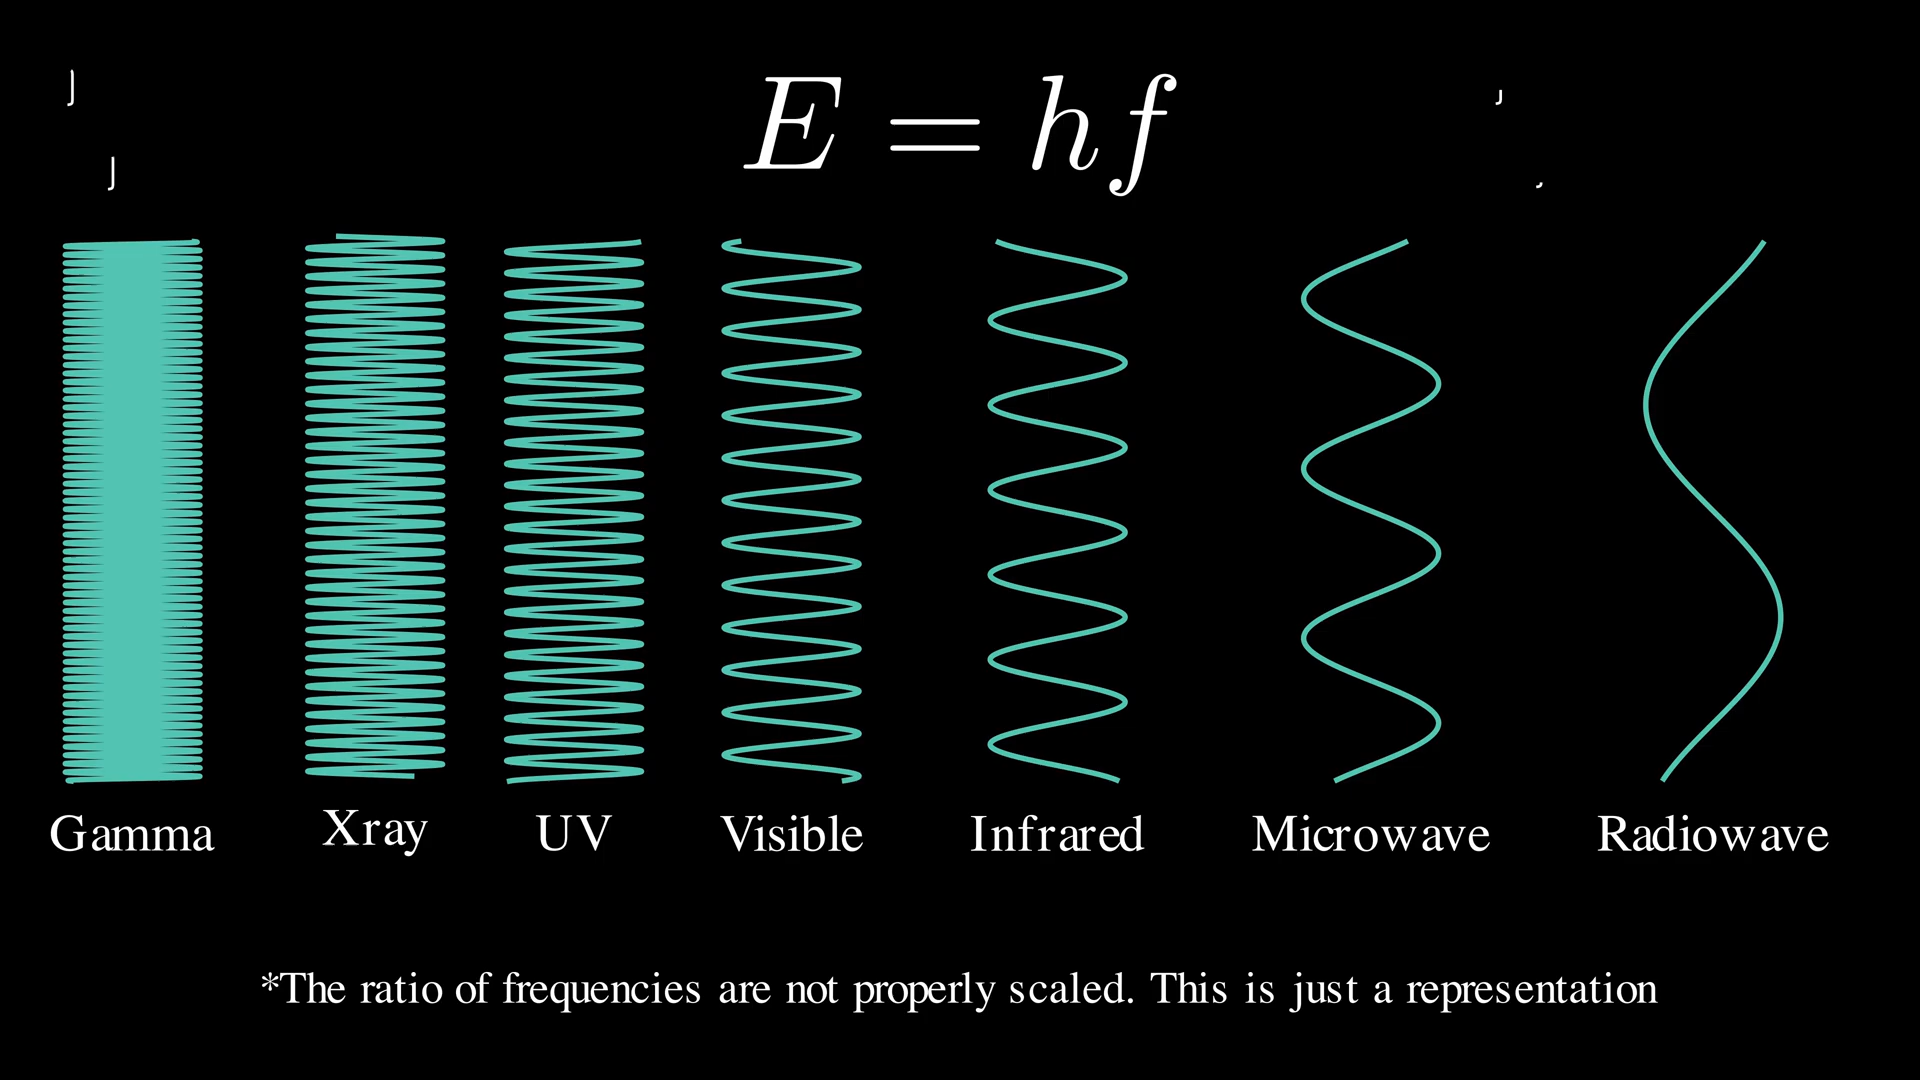 E = hf
Gamma Xray UV Visible Infrared Microwave Radiowave
*The ratio of frequencies are not properly scaled. This is just a representation